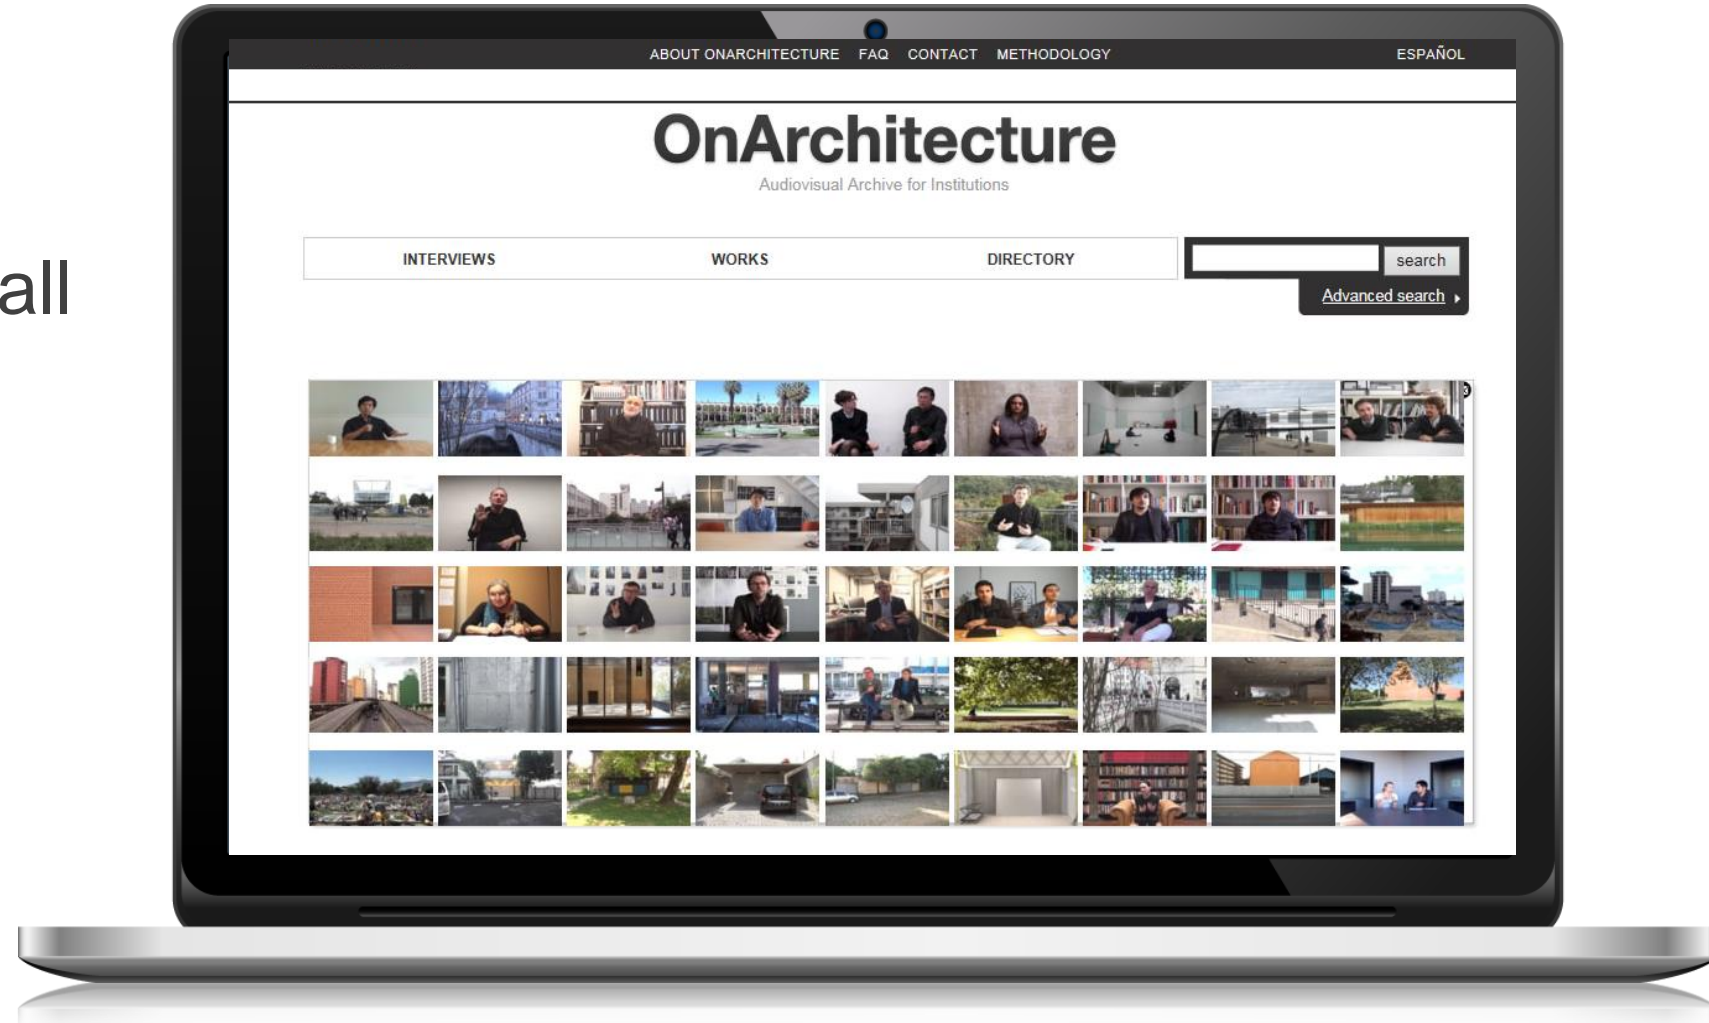 ABOUT ONARCHITECTURE FAQ CONTACT METHODOLOGY ESPAÑOL
OnArchitecture
Audiovisual Archive for Institutions
all
INTERVIEWS WORKS DIRECTORY search
Advanced search